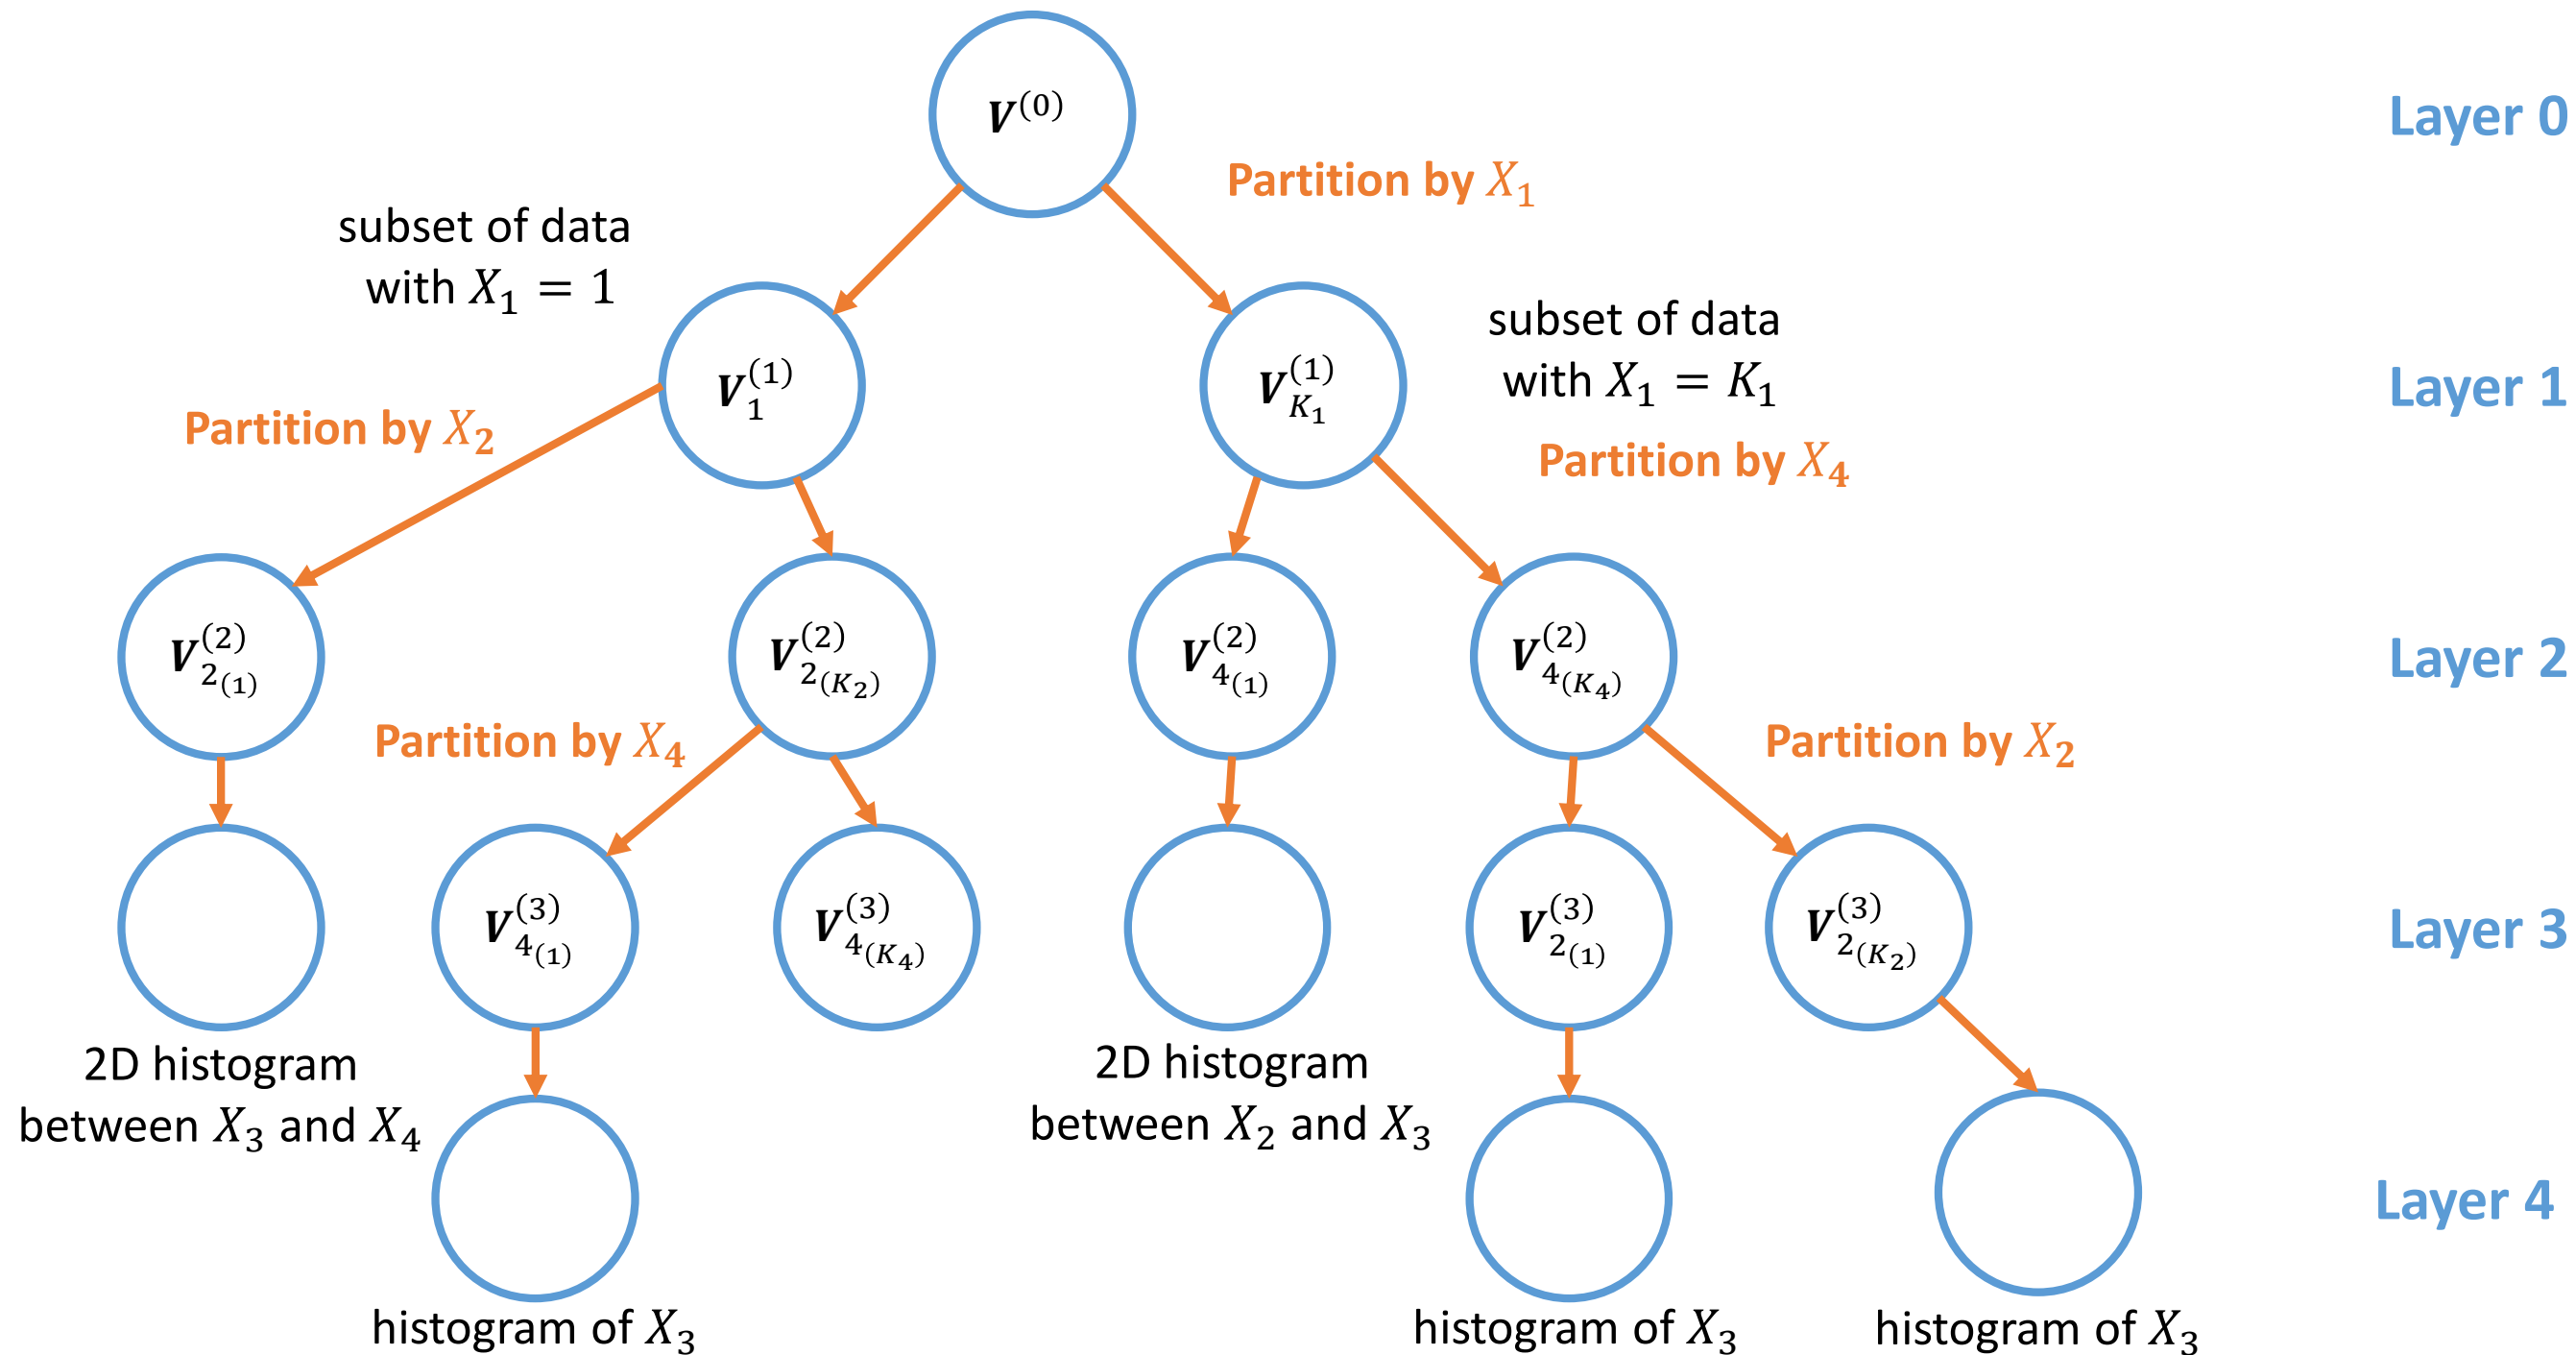 V^(0)
Layer 0
Partition by X_1
subset of data
with X_1 = 1
subset of data
with X_1 = K_1
V_1^(1)
V_{K_1}^(1)
Layer 1
Partition by X_2
Partition by X_4
V_{2_(1)}^(2)
V_{2_(K_2)}^(2)
V_{4_(1)}^(2)
V_{4_(K_4)}^(2)
Layer 2
Partition by X_4
Partition by X_2
V_{4_(1)}^(3)
V_{4_(K_4)}^(3)
V_{2_(1)}^(3)
V_{2_(K_2)}^(3)
Layer 3
2D histogram
between X_3 and X_4
2D histogram
between X_2 and X_3
Layer 4
histogram of X_3
histogram of X_3
histogram of X_3